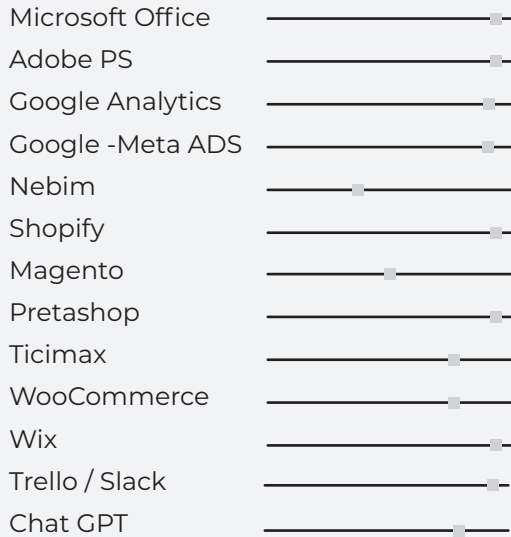 Microsoft Office
Adobe PS
Google Analytics
Google -Meta ADS
Nebim
Shopify
Magento
Pretashop
Ticimax
WooCommerce
Wix
Trello / Slack
Chat GPT